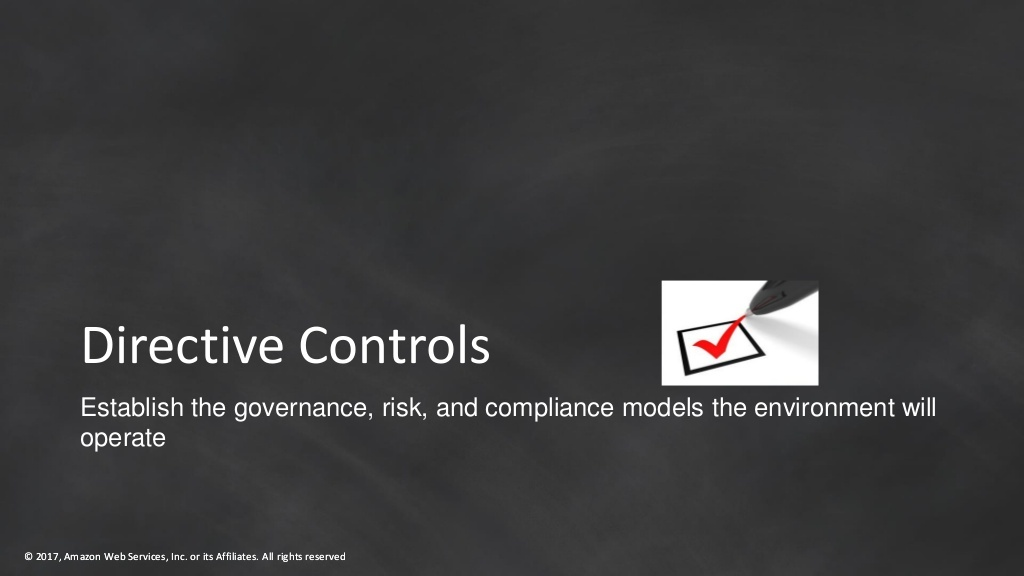 Directive Controls
Establish the governance, risk, and compliance models the environment will
operate
© 2017, Amazon Web Services, Inc. or its Affiliates. All rights reserved